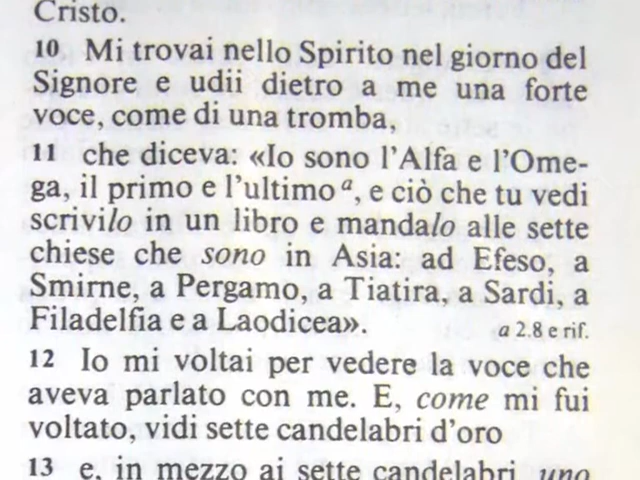 Cristo.
10 Mi trovai nello Spirito nel giorno del
Signore e udii dietro a me una forte
voce, come di una tromba,
11 che diceva: «Io sono l'Alfa e l'Ome-
ga, il primo e l'ultimo a, e ciò che tu vedi
scrivilo in un libro e mandalo alle sette
chiese che sono in Asia: ad Efeso, a
Smirne, a Pergamo, a Tiatira, a Sardi, a
Filadelfia e a Laodicea». a 2.8 e rif.
12 Io mi voltai per vedere la voce che
aveva parlato con me. E, come mi fui
voltato, vidi sette candelabri d'oro
13 e, in mezzo ai sette candelabri, uno